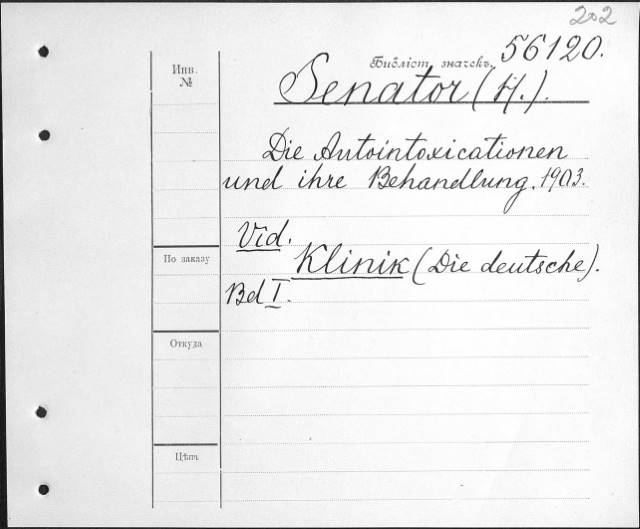 202
56120.
Инв.
№
Библіот. значекъ
Senator (H.).
Die Autointoxicationen
und ihre Behandlung. 1903.
Vid.
Klinik (Die deutsche).
Bd I.
По заказу
Откуда
Цѣнъ